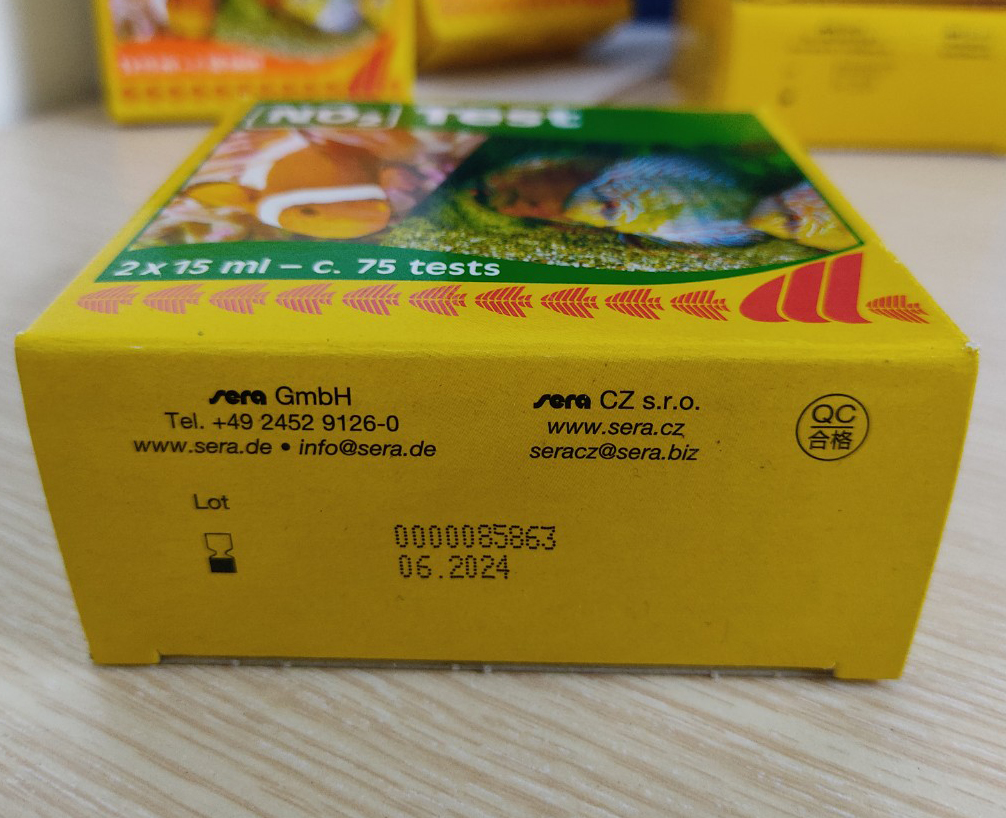 Test
2 x 15 ml – c. 75 tests
sera GmbH
Tel. +49 2452 9126-0
www.sera.de • info@sera.de
sera CZ s.r.o.
www.sera.cz
seracz@sera.biz
QC
合格
Lot
0000085863
06.2024